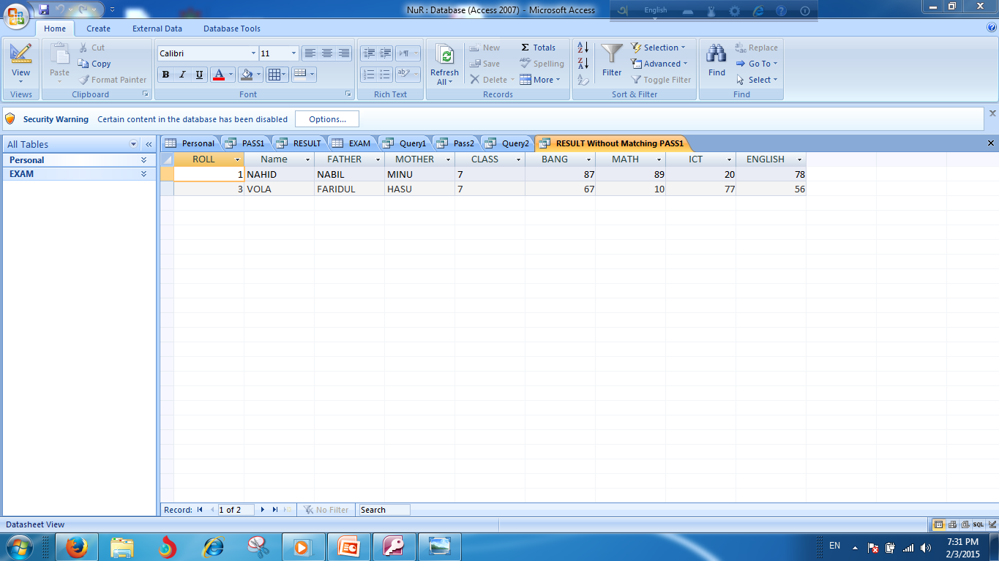 NuR : Database (Access 2007) - Microsoft Access
English
Home Create External Data Database Tools
View Paste Cut Copy Format Painter
Calibri 11
B I U A
Refresh All New Save Delete Totals Spelling More
Filter Selection Advanced Toggle Filter
Find Replace Go To Select
Views Clipboard Font Rich Text Records Sort & Filter Find
Security Warning Certain content in the database has been disabled Options...
All Tables
Personal
EXAM
Personal PASS1 RESULT EXAM Query1 Pass2 Query2 RESULT Without Matching PASS1
ROLL Name FATHER MOTHER CLASS BANG MATH ICT ENGLISH
1 NAHID NABIL MINU 7 87 89 20 78
3 VOLA FARIDUL HASU 7 67 10 77 56
Record: 1 of 2 No Filter Search
Datasheet View SQL
EN 7:31 PM
2/3/2015